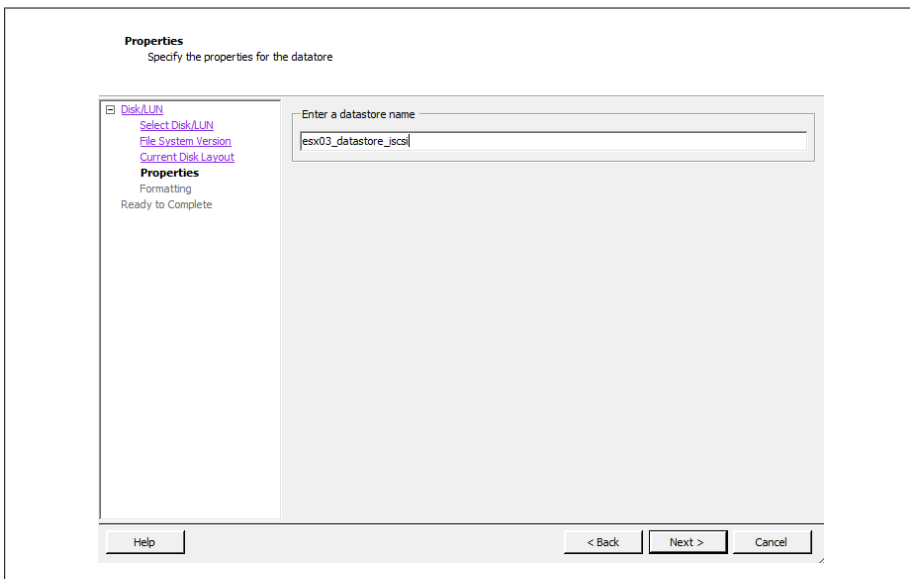 Properties
Specify the properties for the datatore
Disk/LUN
Select Disk/LUN
File System Version
Current Disk Layout
Properties
Formatting
Ready to Complete
Enter a datastore name
esx03_datastore_iscsi
Help
< Back
Next >
Cancel